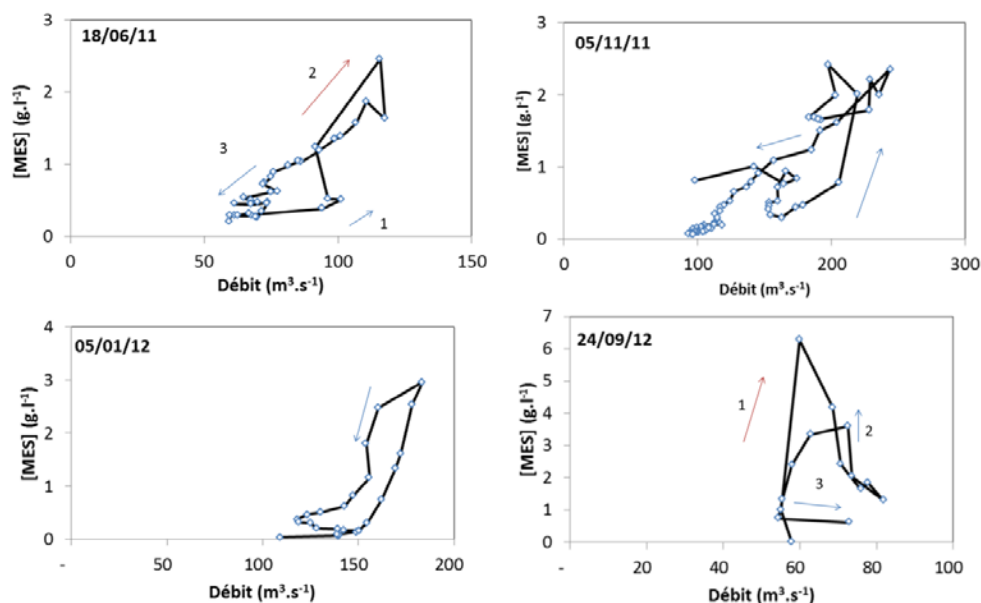 18/06/11
[MES] (g.l⁻¹)
3
2
1
0
2
3
1
0 50 100 150
Débit (m³.s⁻¹)
05/11/11
[MES] (g.l⁻¹)
3
2
1
0
0 100 200 300
Débit (m³.s⁻¹)
05/01/12
[MES] (g.l⁻¹)
4
3
2
1
0
- 50 100 150 200
Débit (m³.s⁻¹)
24/09/12
[MES] (g.l⁻¹)
7
6
5
4
3
2
1
0
1
2
3
- 20 40 60 80 100
Débit (m³.s⁻¹)